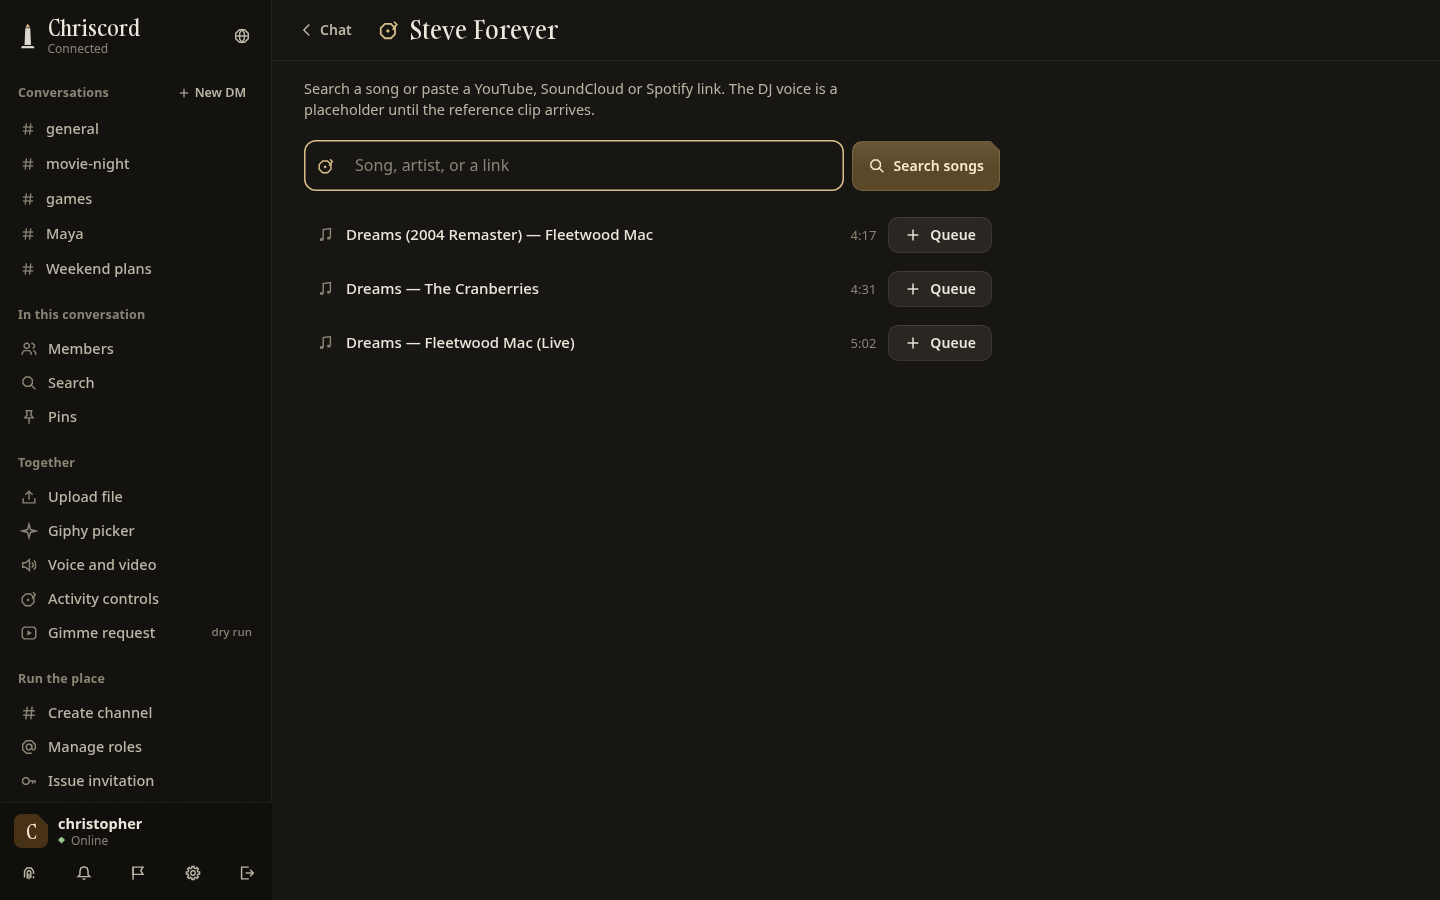 Chriscord
Connected
Conversations
New DM
general
movie-night
games
Maya
Weekend plans
In this conversation
Members
Search
Pins
Together
Upload file
Giphy picker
Voice and video
Activity controls
Gimme request
dry run
Run the place
Create channel
Manage roles
Issue invitation
C
christopher
Online
Chat
Steve Forever
Search a song or paste a YouTube, SoundCloud or Spotify link. The DJ voice is a
placeholder until the reference clip arrives.
Song, artist, or a link
Search songs
Dreams (2004 Remaster) — Fleetwood Mac
4:17
Queue
Dreams — The Cranberries
4:31
Queue
Dreams — Fleetwood Mac (Live)
5:02
Queue